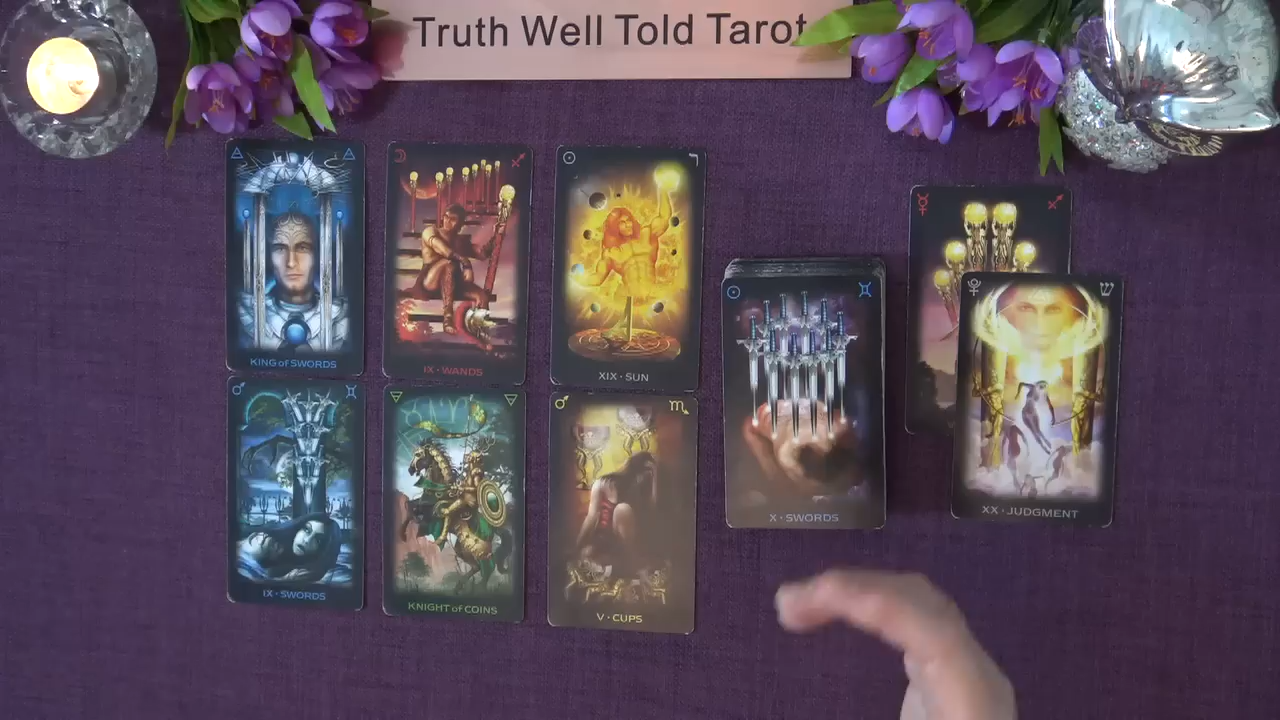 Truth Well Told Tarot
KING of SWORDS
IX · WANDS
XIX · SUN
X · SWORDS
XX · JUDGMENT
IX · SWORDS
KNIGHT of COINS
V · CUPS